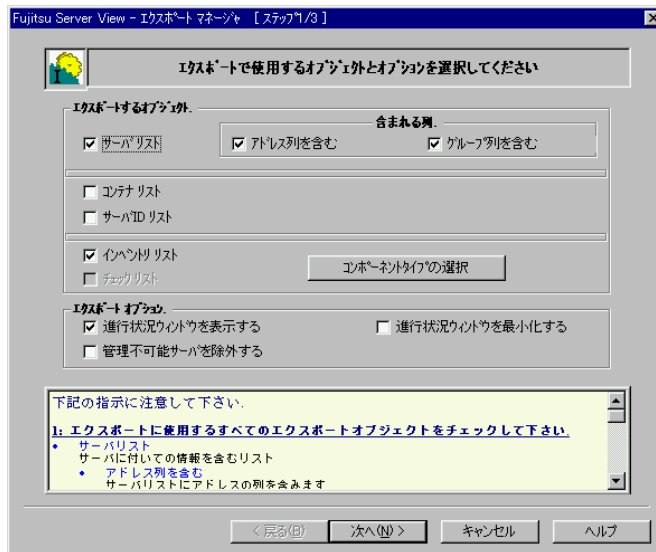 Fujitsu Server View - ｴｸｽﾎﾟｰﾄ ﾏﾈｰｼﾞｬ [ｽﾃｯﾌﾟ1/3]
ｴｸｽﾎﾟｰﾄで使用するｵﾌﾞｼﾞｪｸﾄとｵﾌﾟｼｮﾝを選択してください
ｴｸｽﾎﾟｰﾄするｵﾌﾞｼﾞｪｸﾄ.
含まれる列.
ｻｰﾊﾞﾘｽﾄ ｱﾄﾞﾚｽ列を含む ｸﾞﾙｰﾌﾟ列を含む
ｺﾝﾃﾅ ﾘｽﾄ
ｻｰﾊﾞID ﾘｽﾄ
ｲﾝﾍﾞﾝﾄﾘ ﾘｽﾄ
ﾁｪｯｸ ﾘｽﾄ
ｺﾝﾎﾟｰﾈﾝﾄﾀｲﾌﾟの選択
ｴｸｽﾎﾟｰﾄ ｵﾌﾟｼｮﾝ.
進行状況ｳｨﾝﾄﾞｳを表示する 進行状況ｳｨﾝﾄﾞｳを最小化する
管理不可能ｻｰﾊﾞを除外する
下記の指示に注意して下さい.
1: エクスポートに使用するすべてのエクスポートオブジェクトをチェックして下さい.
• サーバリスト
サーバに付いての情報を含むリスト
• アドレス列を含む
サーバリストにアドレスの列を含みます
< 戻る(B) 次へ(N) > ｷｬﾝｾﾙ ﾍﾙﾌﾟ